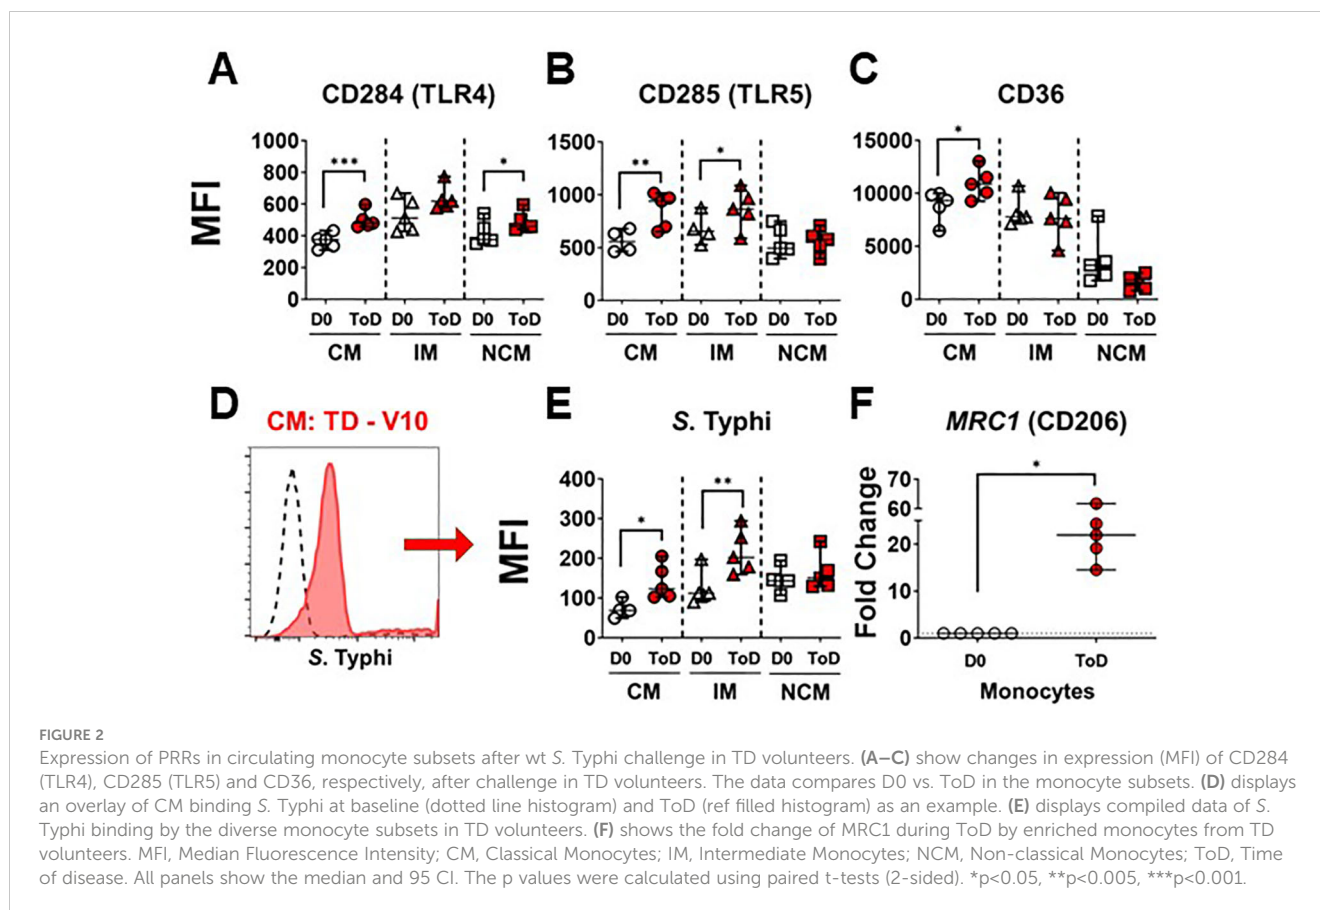 A
B
C
CD284 (TLR4)
CD285 (TLR5)
CD36
MFI
1000
800
600
400
200
0
***
*
D0 ToD D0 ToD D0 ToD
CM IM NCM
1500
1000
500
0
**
*
D0 ToD D0 ToD D0 ToD
CM IM NCM
15000
10000
5000
0
*
D0 ToD D0 ToD D0 ToD
CM IM NCM
D
E
F
CM: TD - V10
S. Typhi
S. Typhi
MRC1 (CD206)
MFI
400
300
200
100
0
*
**
D0 ToD D0 ToD D0 ToD
CM IM NCM
Fold Change
70
60
20
10
0
*
D0 ToD
Monocytes
FIGURE 2
Expression of PRRs in circulating monocyte subsets after wt S. Typhi challenge in TD volunteers. (A–C) show changes in expression (MFI) of CD284
(TLR4), CD285 (TLR5) and CD36, respectively, after challenge in TD volunteers. The data compares D0 vs. ToD in the monocyte subsets. (D) displays
an overlay of CM binding S. Typhi at baseline (dotted line histogram) and ToD (ref filled histogram) as an example. (E) displays compiled data of S.
Typhi binding by the diverse monocyte subsets in TD volunteers. (F) shows the fold change of MRC1 during ToD by enriched monocytes from TD
volunteers. MFI, Median Fluorescence Intensity; CM, Classical Monocytes; IM, Intermediate Monocytes; NCM, Non-classical Monocytes; ToD, Time
of disease. All panels show the median and 95 CI. The p values were calculated using paired t-tests (2-sided). *p<0.05, **p<0.005, ***p<0.001.